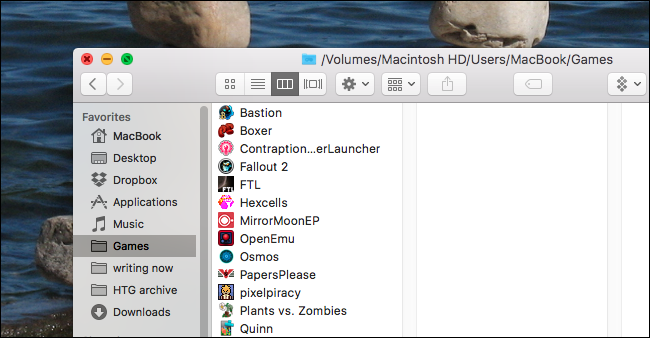 /Volumes/Macintosh HD/Users/MacBook/Games
Favorites
MacBook
Desktop
Dropbox
Applications
Music
Games
writing now
HTG archive
Downloads
Bastion
Boxer
Contraption...erLauncher
Fallout 2
FTL
Hexcells
MirrorMoonEP
OpenEmu
Osmos
PapersPlease
pixelpiracy
Plants vs. Zombies
Quinn